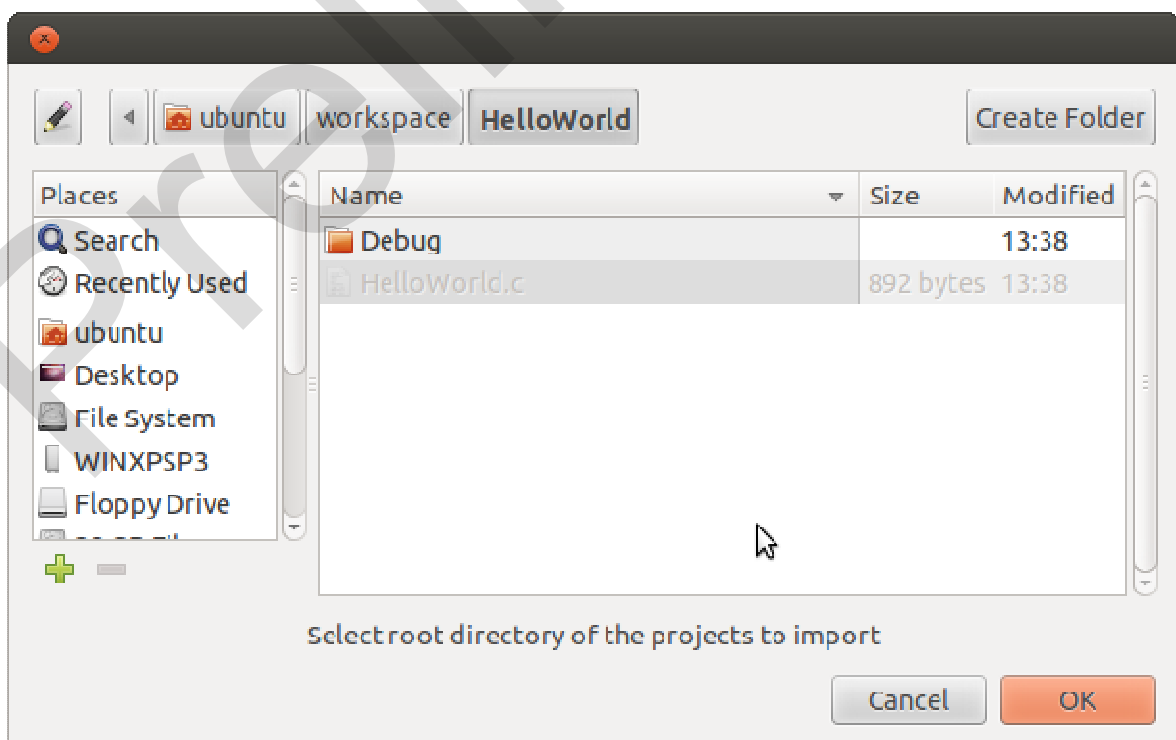 ubuntu workspace HelloWorld Create Folder
Places Name Size Modified
Search Debug 13:38
Recently Used HelloWorld.c 892 bytes 13:38
ubuntu
Desktop
File System
WINXPSP3
Floppy Drive
Select root directory of the projects to import
Cancel OK